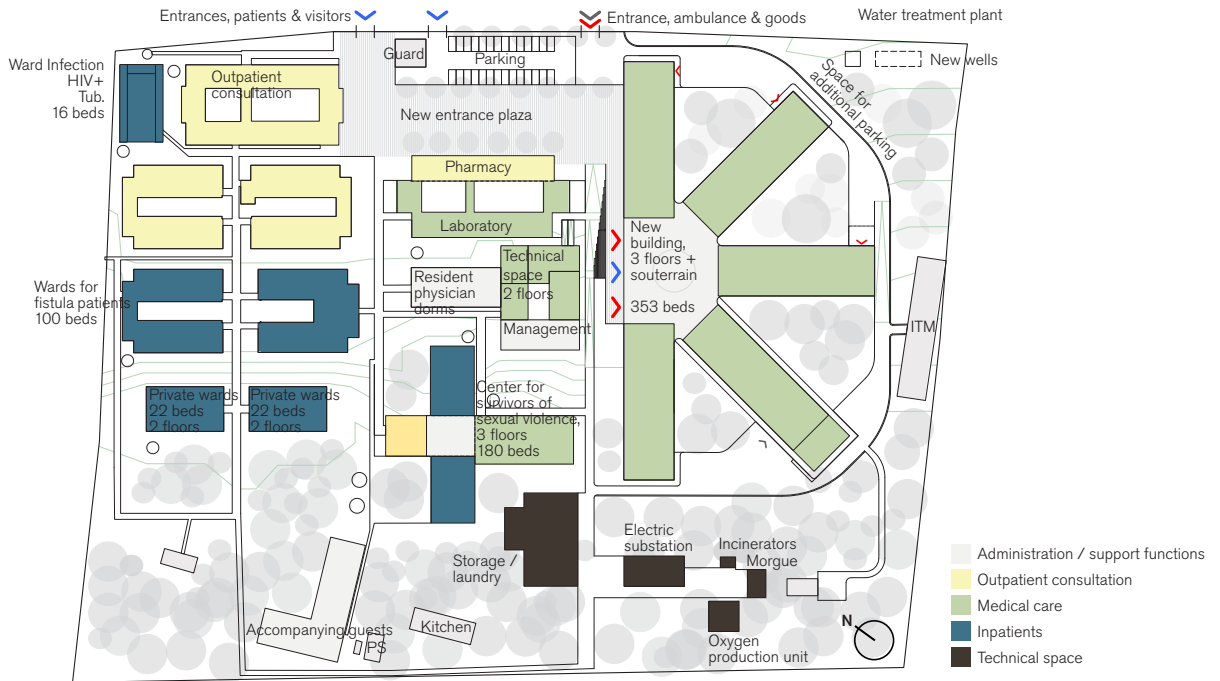 Entrances, patients & visitors
Entrance, ambulance & goods
Water treatment plant
Ward Infection
HIV+
Tub.
16 beds
Outpatient
consultation
Guard
Parking
New wells
Space for
additional parking
New entrance plaza
Pharmacy
Laboratory
Wards for
fistula patients
100 beds
Resident
physician
dorms
Technical
space
2 floors
Management
New
building,
3 floors +
souterrain
353 beds
ITM
Private wards
22 beds
2 floors
Private wards
22 beds
2 floors
Center for
survivors of
sexual violence,
3 floors
180 beds
Storage /
laundry
Electric
substation
Incinerators
Morgue
Oxygen
production unit
Accompanying guests
PS
Kitchen
N
Administration / support functions
Outpatient consultation
Medical care
Inpatients
Technical space